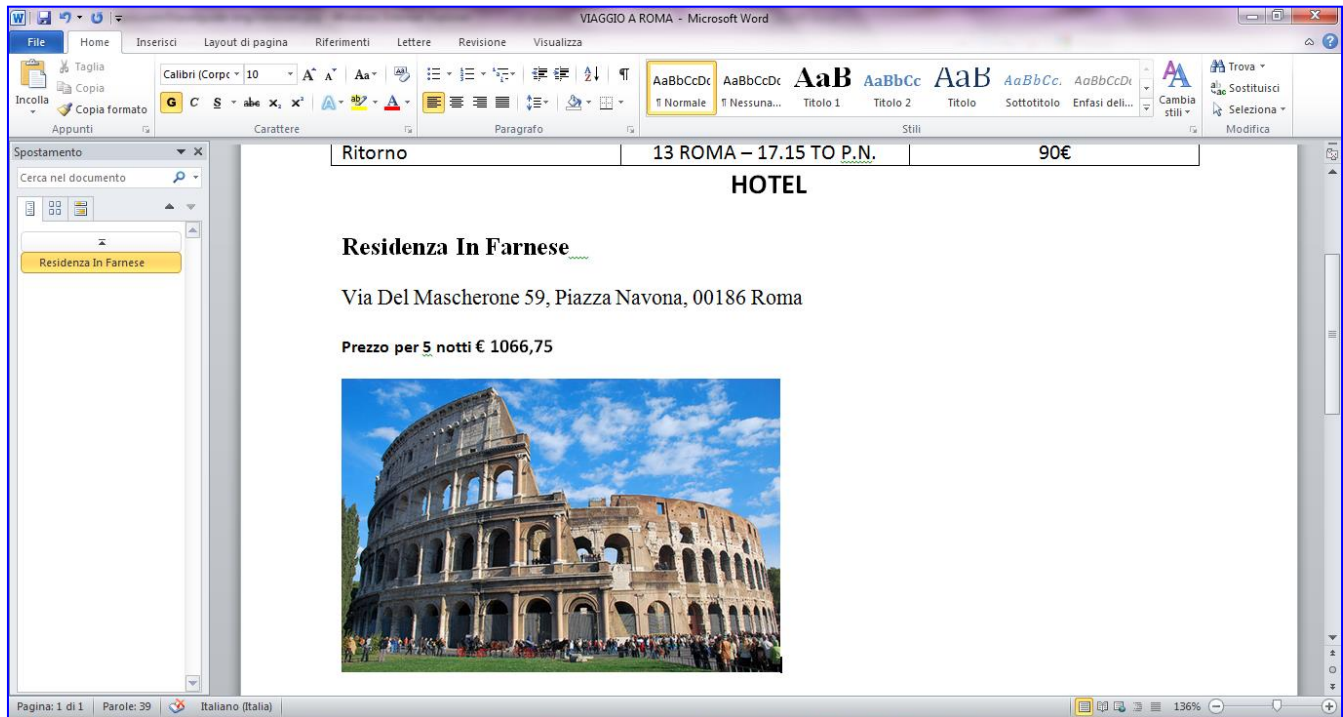 VIAGGIO A ROMA - Microsoft Word
File Home Inserisci Layout di pagina Riferimenti Lettere Revisione Visualizza
Incolla
Taglia
Copia
Copia formato
Appunti
Calibri (Corpc 10
G C S abc x₂ x²
Carattere
Paragrafo
AaBbCcDc AaBbCcDc AaB AaBbCc AaB AaBbCc. AaBbCcDc
¶ Normale ¶ Nessuna... Titolo 1 Titolo 2 Titolo Sottotitolo Enfasi deli...
Cambia stili
Stili
Trova
Sostituisci
Seleziona
Modifica
Spostamento
Cerca nel documento
Residenza In Farnese
Ritorno 13 ROMA – 17.15 TO P.N. 90€
HOTEL
Residenza In Farnese
Via Del Mascherone 59, Piazza Navona, 00186 Roma
Prezzo per 5 notti € 1066,75
Pagina: 1 di 1 Parole: 39 Italiano (Italia) 136%